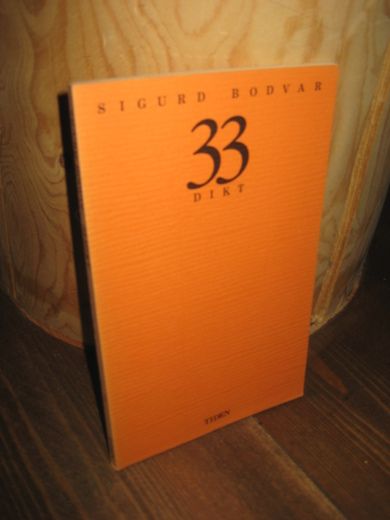 SIGURD BODVAR
33
DIKT
TIDEN